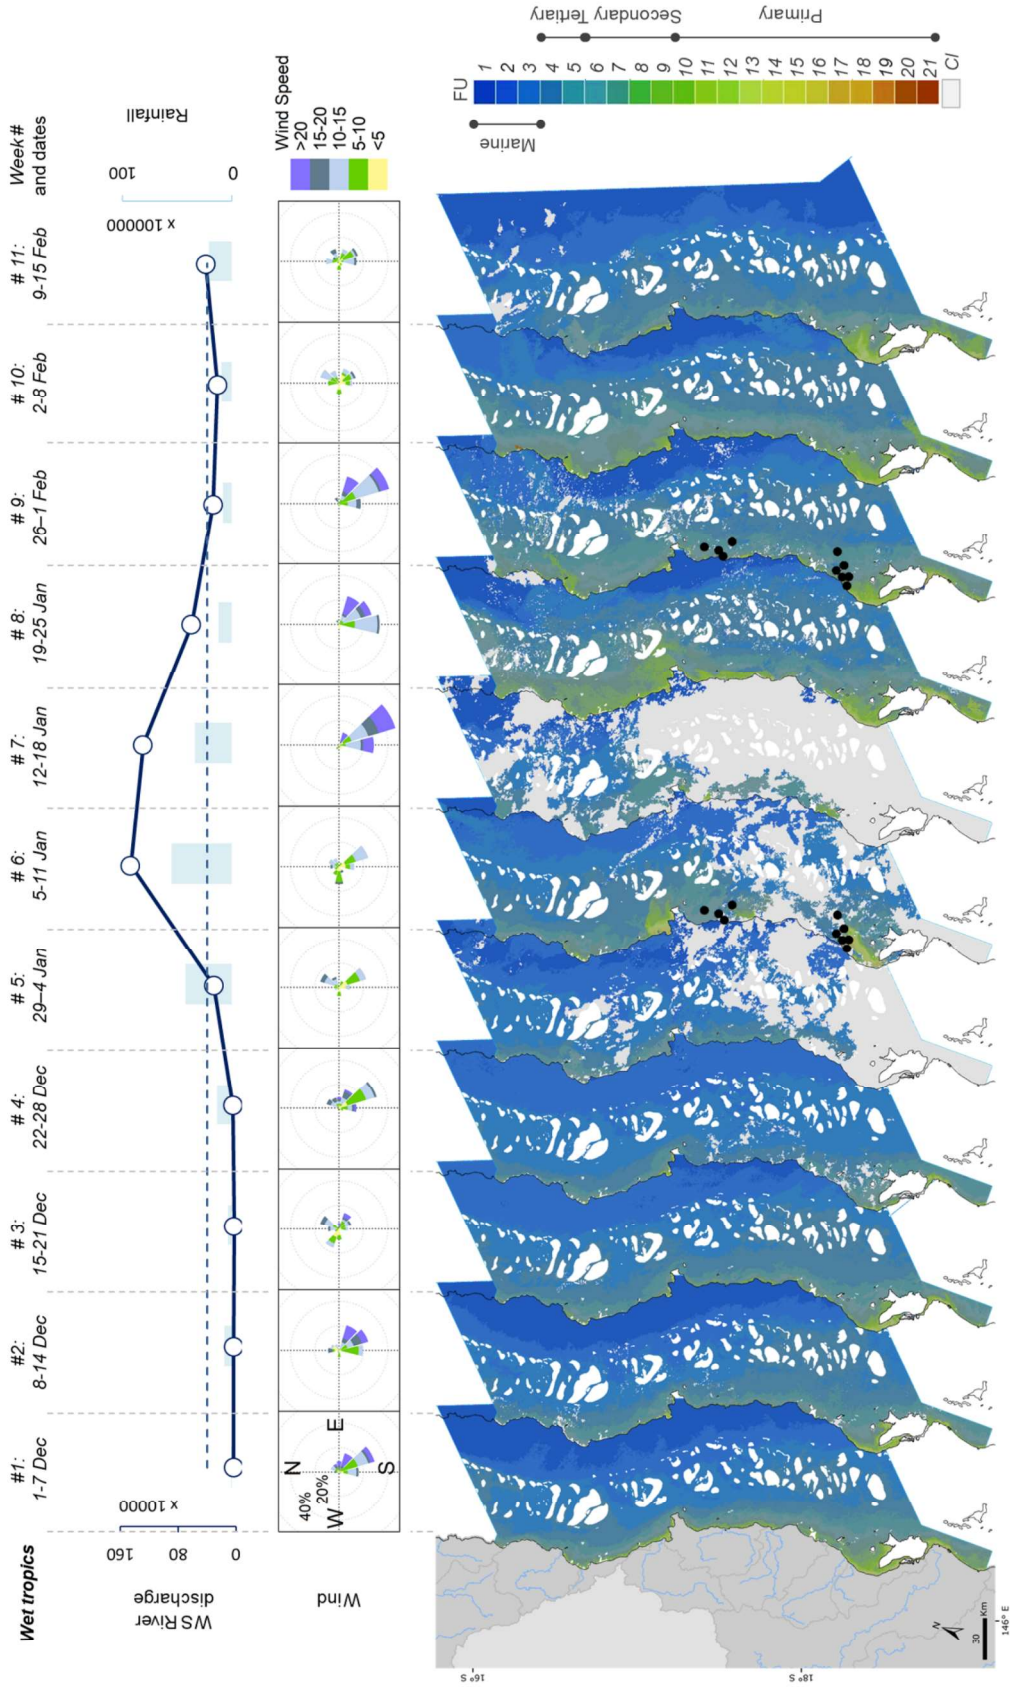 Wet tropics
#1:
1-7 Dec
#2:
8-14 Dec
# 3:
15-21 Dec
# 4:
22-28 Dec
# 5:
29–4 Jan
# 6:
5-11 Jan
# 7:
12-18 Jan
# 8:
19-25 Jan
# 9:
26–1 Feb
# 10:
2-8 Feb
# 11:
9-15 Feb
Week#
and dates
WS River
discharge
160
80
0
x 10000
x 100000
100
0
Rainfall
Wind
40%
20%
N
E
S
W
Wind Speed
>20
15-20
10-15
5-10
<5
FU
1
2
3
4
5
6
7
8
9
10
11
12
13
14
15
16
17
18
19
20
21
Cl
Marine
Tertiary
Secondary
Primary
16° S
18° S
146° E
N
30
Km